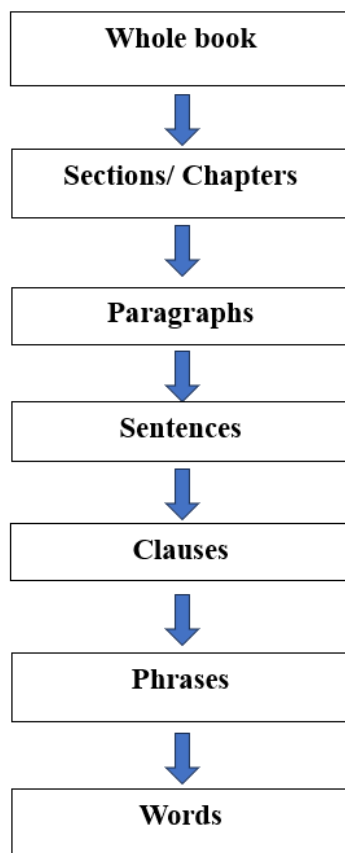 Whole book
Sections/ Chapters
Paragraphs
Sentences
Clauses
Phrases
Words